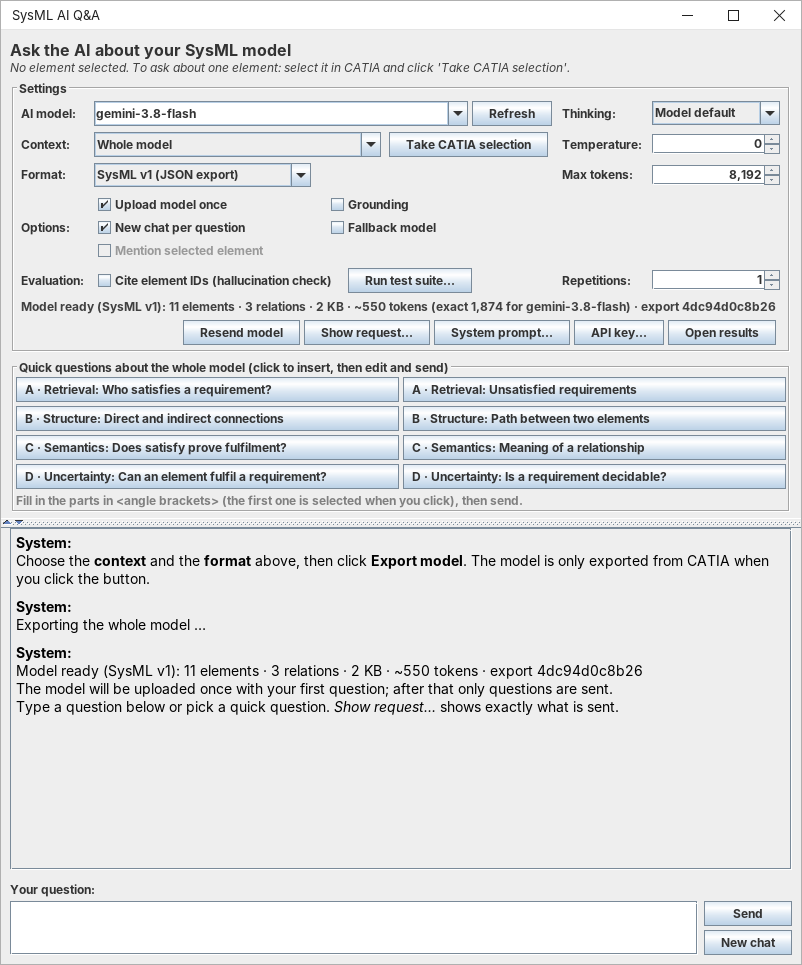 SysML AI Q&A
Ask the AI about your SysML model
No element selected. To ask about one element: select it in CATIA and click 'Take CATIA selection'.
Settings
AI model: gemini-3.8-flash Refresh Thinking: Model default
Context: Whole model Take CATIA selection Temperature: 0
Format: SysML v1 (JSON export) Max tokens: 8,192
Upload model once Grounding
Options: New chat per question Fallback model
Mention selected element
Evaluation: Cite element IDs (hallucination check) Run test suite... Repetitions: 1
Model ready (SysML v1): 11 elements · 3 relations · 2 KB · ~550 tokens (exact 1,874 for gemini-3.8-flash) · export 4dc94d0c8b26
Resend model Show request... System prompt... API key... Open results
Quick questions about the whole model (click to insert, then edit and send)
A · Retrieval: Who satisfies a requirement? A · Retrieval: Unsatisfied requirements
B · Structure: Direct and indirect connections B · Structure: Path between two elements
C · Semantics: Does satisfy prove fulfilment? C · Semantics: Meaning of a relationship
D · Uncertainty: Can an element fulfil a requirement? D · Uncertainty: Is a requirement decidable?
Fill in the parts in <angle brackets> (the first one is selected when you click), then send.
System:
Choose the context and the format above, then click Export model. The model is only exported from CATIA when
you click the button.
System:
Exporting the whole model ...
System:
Model ready (SysML v1): 11 elements · 3 relations · 2 KB · ~550 tokens · export 4dc94d0c8b26
The model will be uploaded once with your first question; after that only questions are sent.
Type a question below or pick a quick question. Show request... shows exactly what is sent.
Your question:
Send
New chat